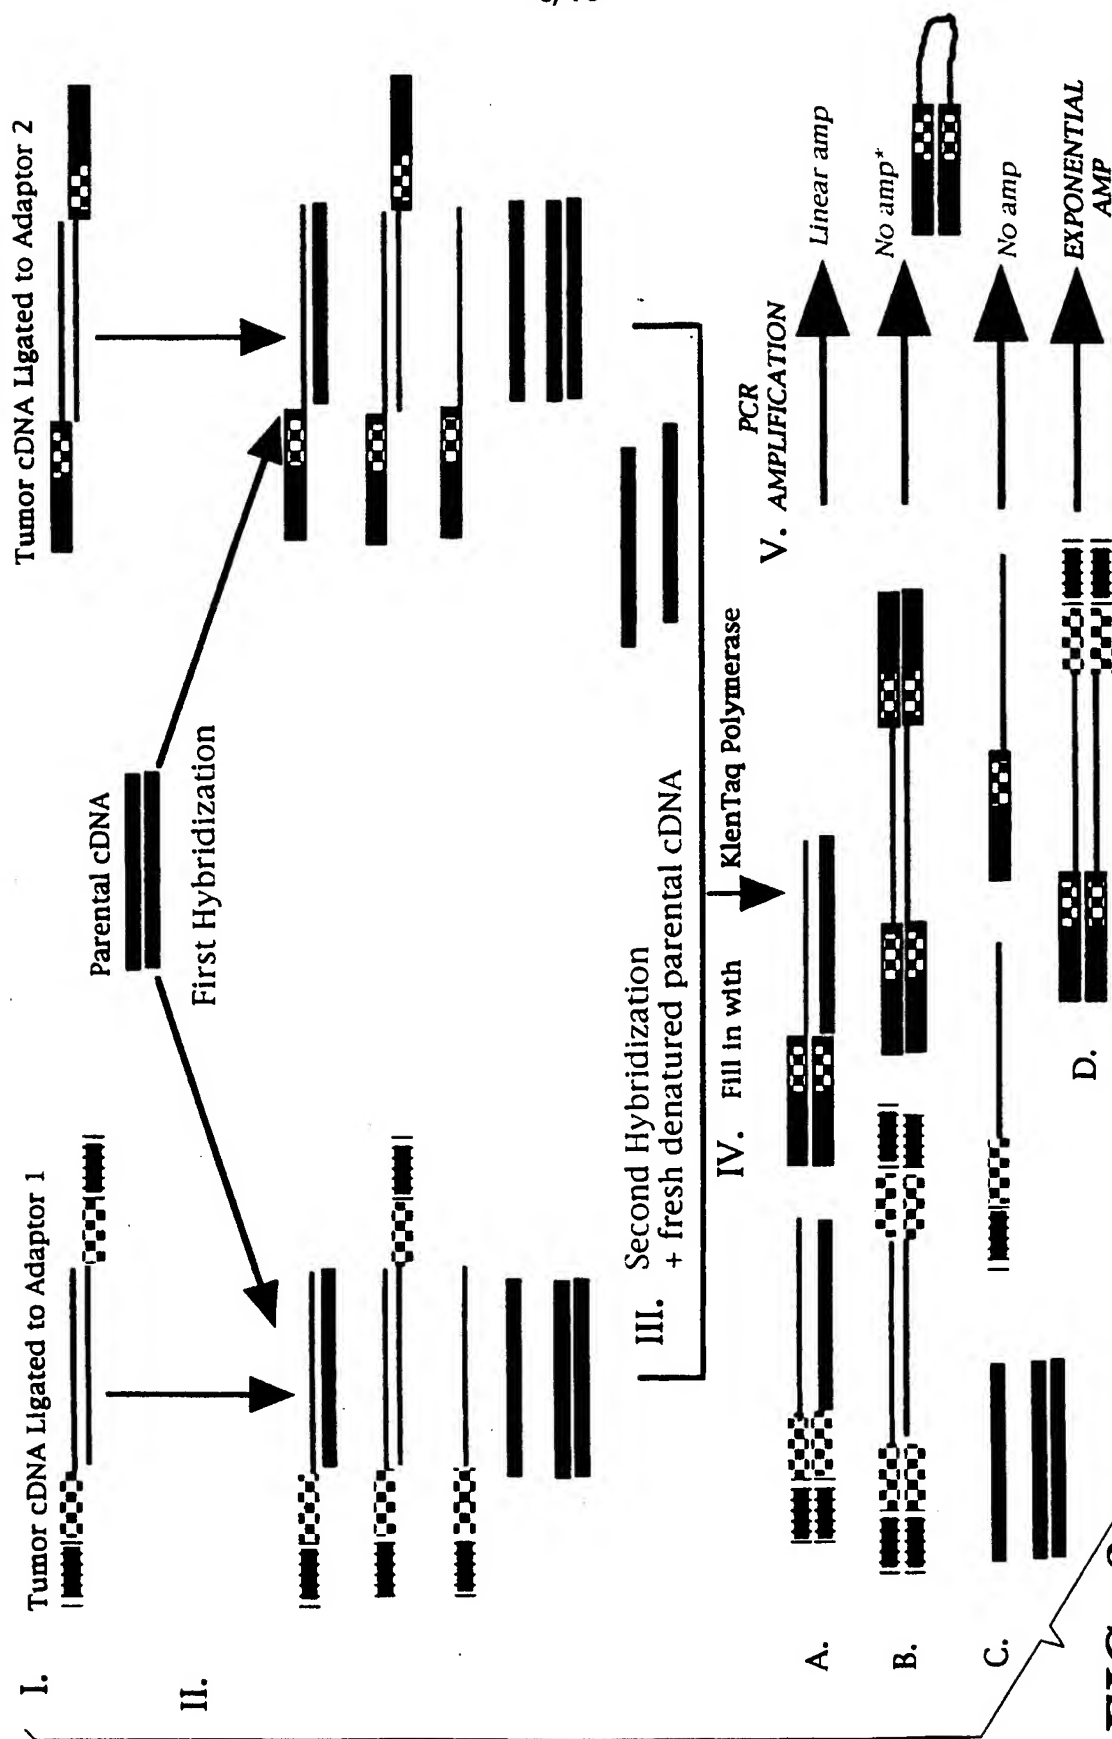 I.
Tumor cDNA Ligated to Adaptor 1
Tumor cDNA Ligated to Adaptor 2
Parental cDNA
First Hybridization
II.
III. Second Hybridization
+ fresh denatured parental cDNA
IV. Fill in with KlenTaq Polymerase
PCR
V. AMPLIFICATION
A.
Linear amp
B.
No amp*
C.
No amp
D.
EXPONENTIAL
AMP